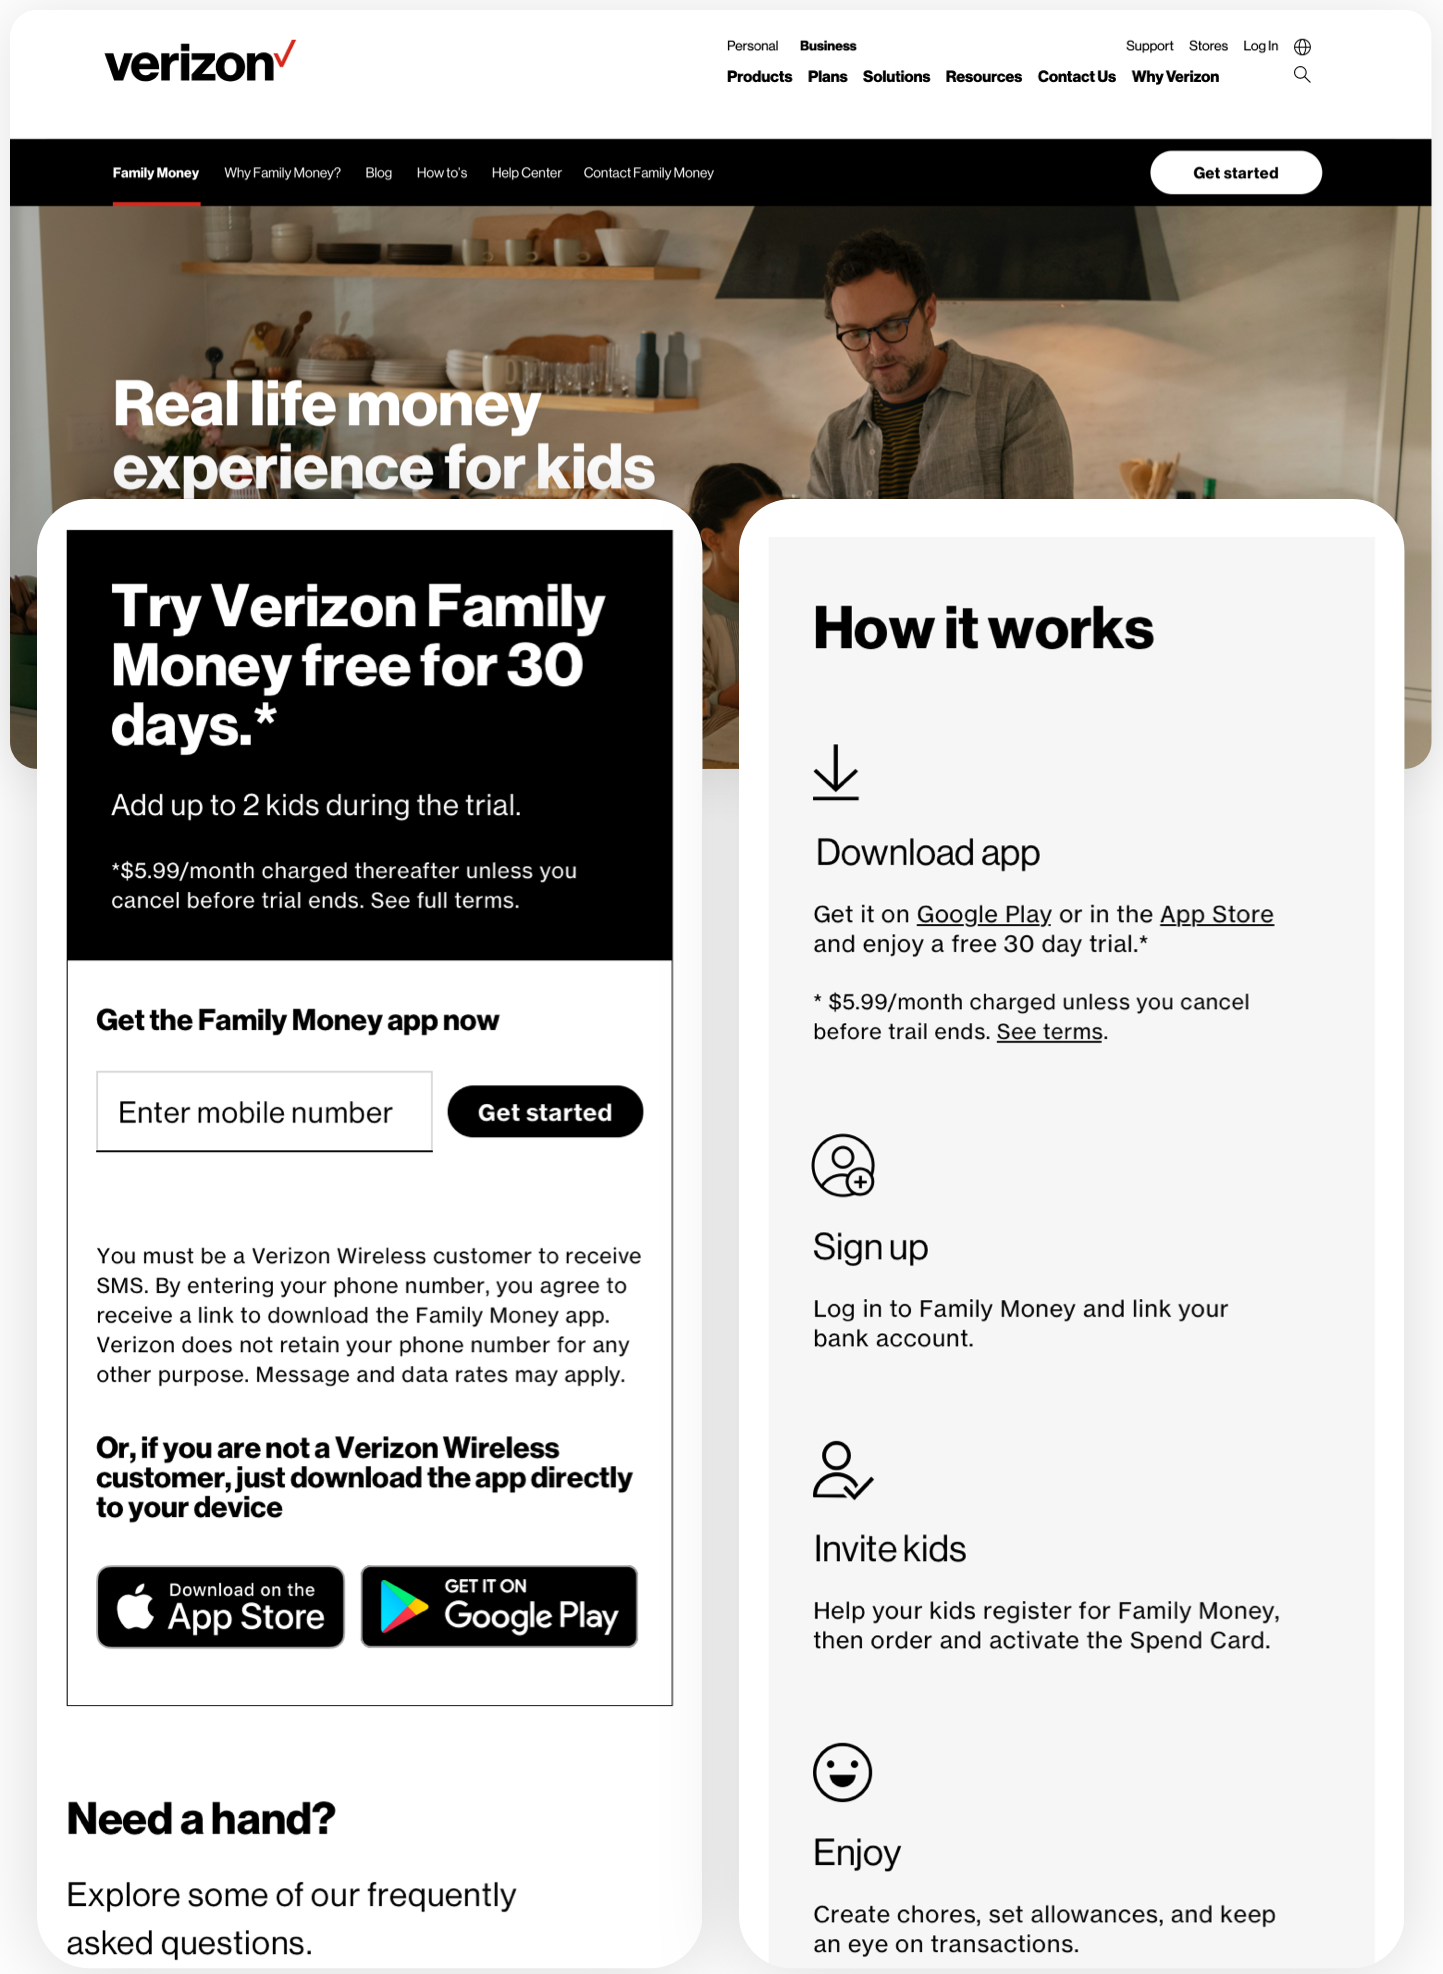 verizon
Personal Business
Support Stores Log In
Products Plans Solutions Resources Contact Us Why Verizon
Family Money Why Family Money? Blog How to's Help Center Contact Family Money
Get started
Real life money
experience for kids
Try Verizon Family
Money free for 30
days.*
Add up to 2 kids during the trial.
*$5.99/month charged thereafter unless you
cancel before trial ends. See full terms.
Get the Family Money app now
Enter mobile number
Get started
You must be a Verizon Wireless customer to receive
SMS. By entering your phone number, you agree to
receive a link to download the Family Money app.
Verizon does not retain your phone number for any
other purpose. Message and data rates may apply.
Or, if you are not a Verizon Wireless
customer, just download the app directly
to your device
Download on the
App Store
GET IT ON
Google Play
Need a hand?
Explore some of our frequently
asked questions.
How it works
Download app
Get it on Google Play or in the App Store
and enjoy a free 30 day trial.*
* $5.99/month charged unless you cancel
before trail ends. See terms.
Sign up
Log in to Family Money and link your
bank account.
Invite kids
Help your kids register for Family Money,
then order and activate the Spend Card.
Enjoy
Create chores, set allowances, and keep
an eye on transactions.